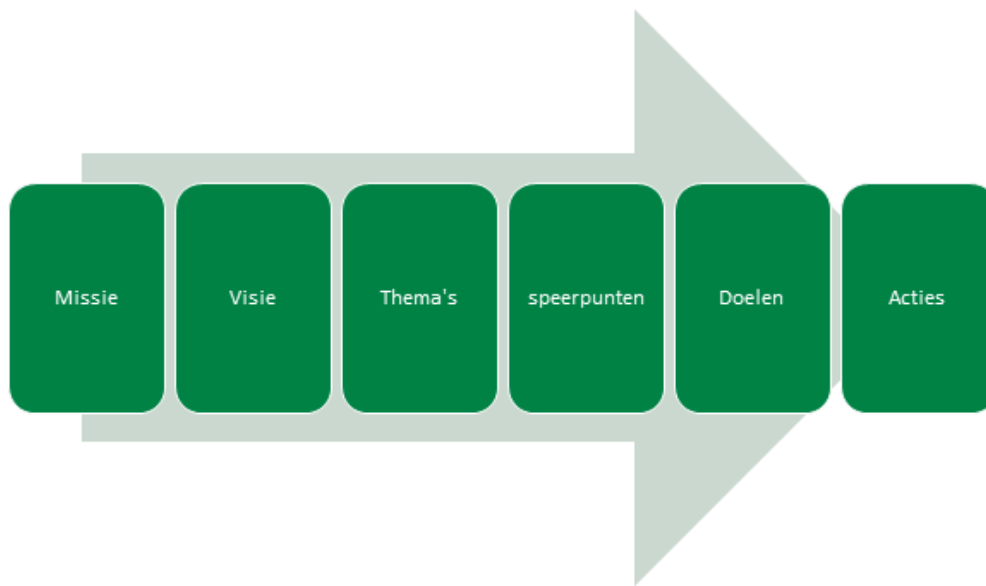 Missie
Visie
Thema's
speerpunten
Doelen
Acties